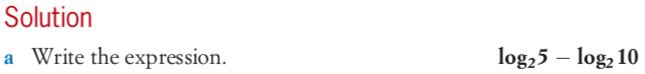 Solution
a Write the expression. log₂5 – log₂10